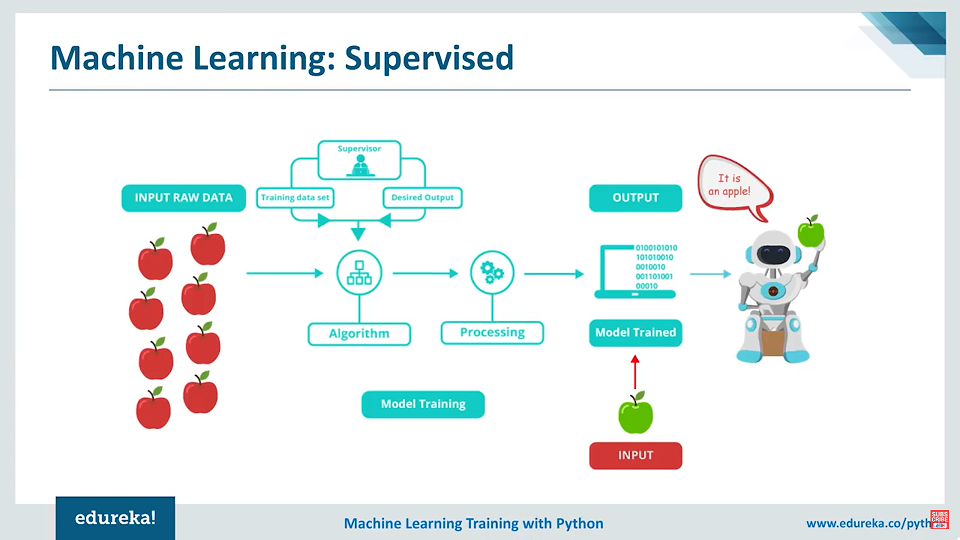 Machine Learning: Supervised
Supervisor
INPUT RAW DATA
Training data set
Desired Output
OUTPUT
It is
an apple!
0100101010
101010010
0010010
001101001
00010
Algorithm
Processing
Model Trained
Model Training
INPUT
edureka!
Machine Learning Training with Python
www.edureka.co/pyth
SUBS
CRIBE